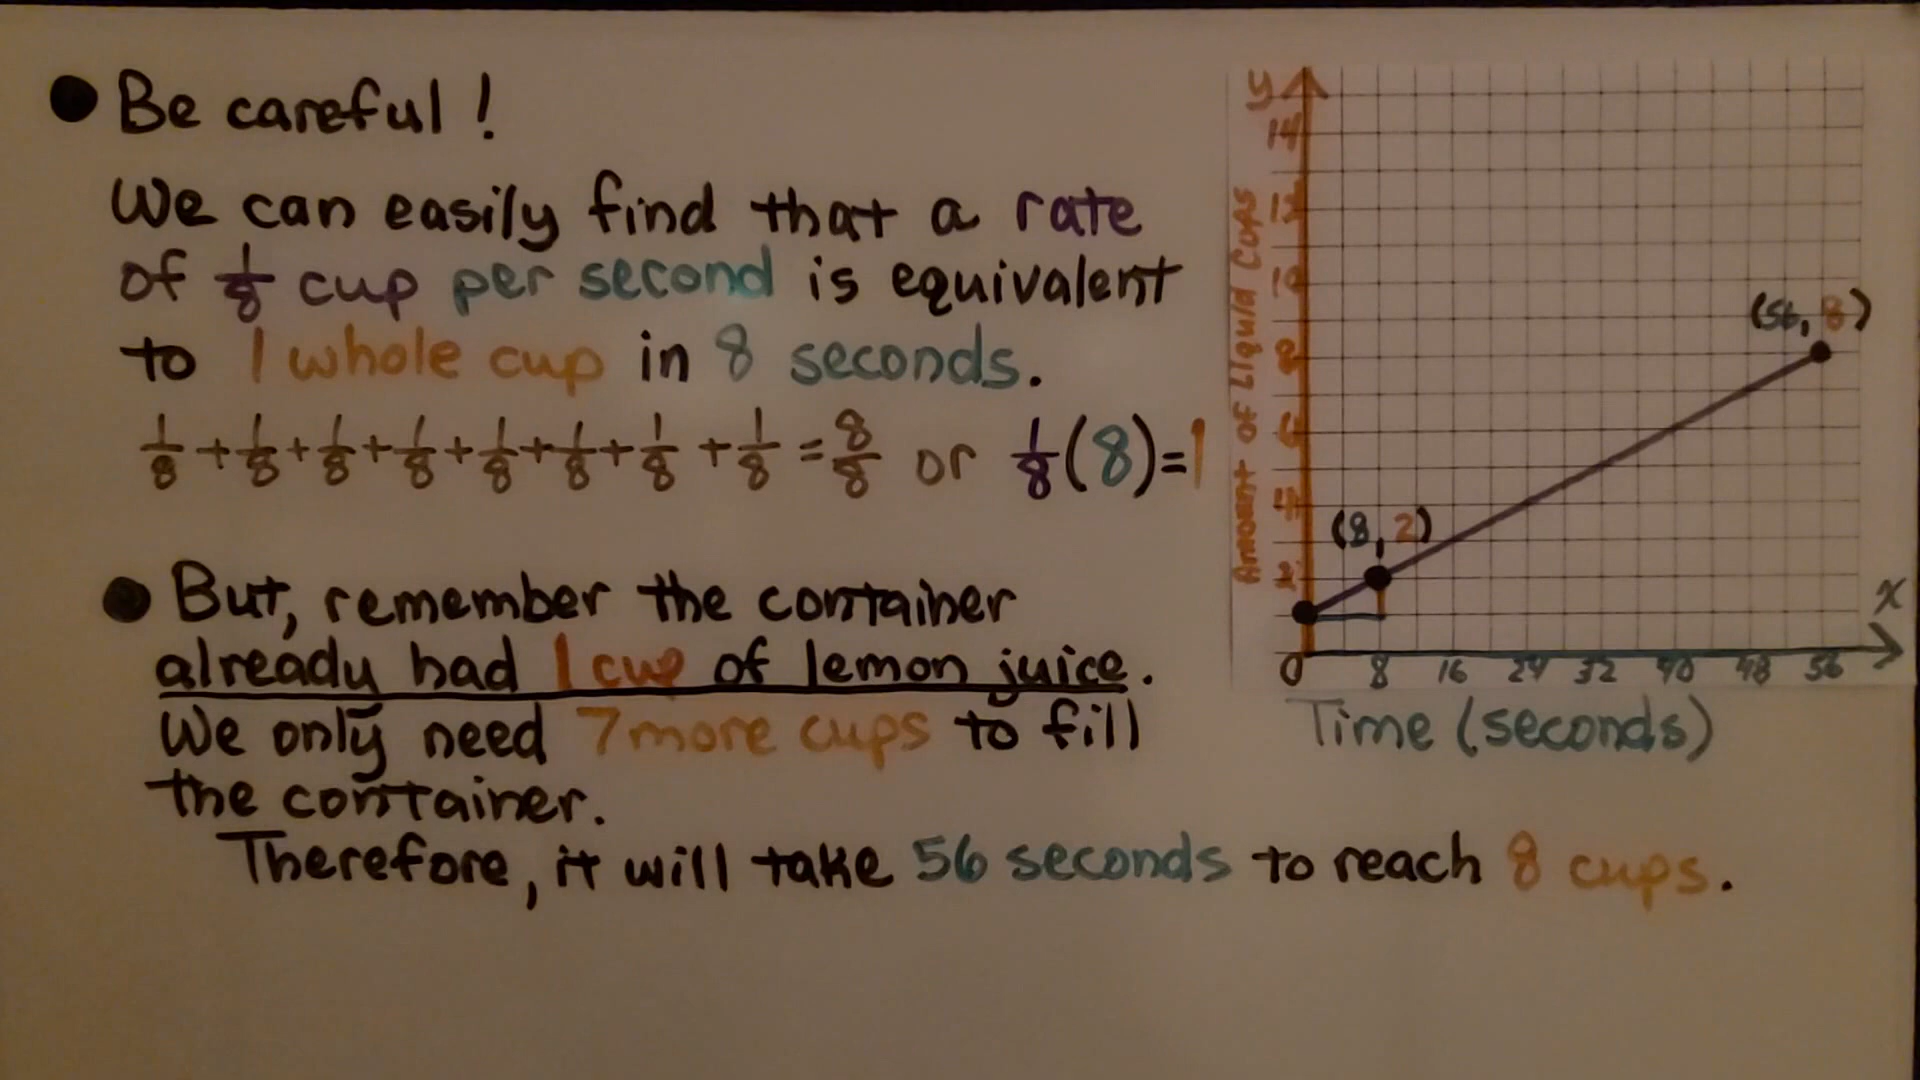 Be careful!
We can easily find that a rate
of 1/8 cup per second is equivalent
to 1 whole cup in 8 seconds.
1/8 + 1/8 + 1/8 + 1/8 + 1/8 + 1/8 + 1/8 + 1/8 = 8/8 or 1/8 (8) = 1
But, remember the container
already had 1 cup of lemon juice.
We only need 7 more cups to fill
the container.
Therefore, it will take 56 seconds to reach 8 cups.
y
14
12
10
8
6
4
2
Amount of Liquid Cups
(56, 8)
(8, 2)
x
0 8 16 24 32 40 48 56
Time (seconds)